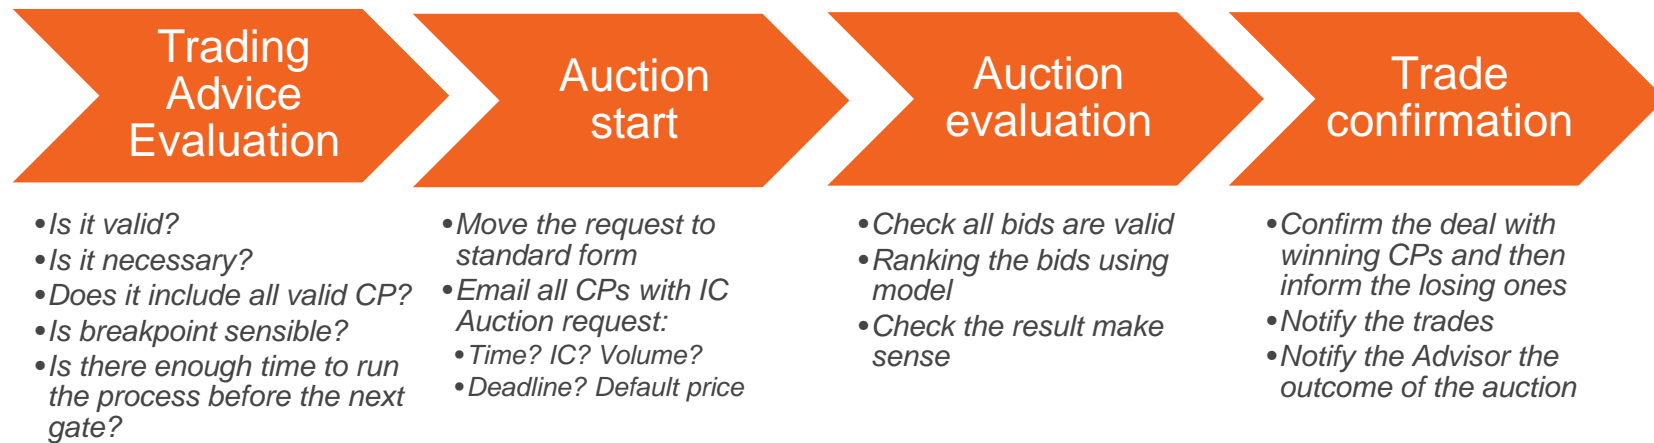 Trading
Advice
Evaluation
•Is it valid?
•Is it necessary?
•Does it include all valid CP?
•Is breakpoint sensible?
•Is there enough time to run
the process before the next
gate?
Auction
start
•Move the request to
standard form
•Email all CPs with IC
Auction request:
•Time? IC? Volume?
•Deadline? Default price
Auction
evaluation
•Check all bids are valid
•Ranking the bids using
model
•Check the result make
sense
Trade
confirmation
•Confirm the deal with
winning CPs and then
inform the losing ones
•Notify the trades
•Notify the Advisor the
outcome of the auction